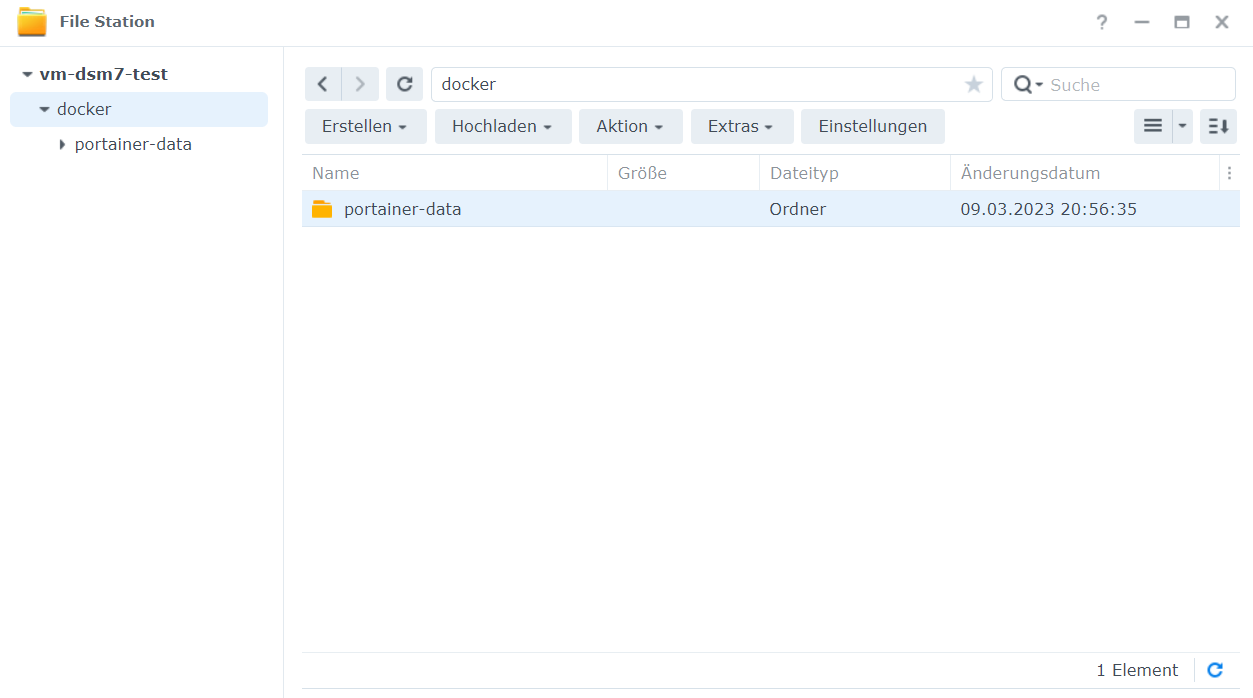 File Station
vm-dsm7-test
docker
portainer-data
docker
Suche
Erstellen Hochladen Aktion Extras Einstellungen
Name Größe Dateityp Änderungsdatum
portainer-data Ordner 09.03.2023 20:56:35
1 Element